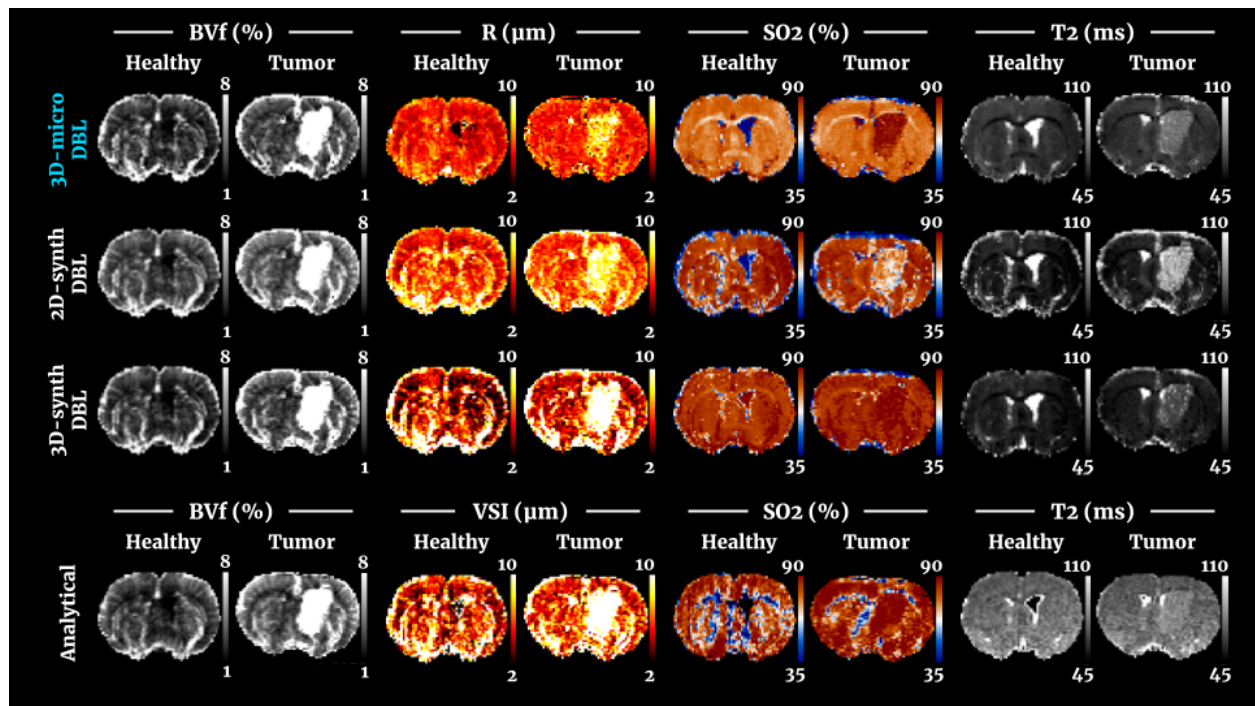 BVf (%) R (μm) SO2 (%) T2 (ms)
Healthy Tumor Healthy Tumor Healthy Tumor Healthy Tumor
3D-micro
DBL
8 8 10 10 90 90 110 110
1 1 2 2 35 35 45 45
2D-synth
DBL
8 8 10 10 90 90 110 110
1 1 2 2 35 35 45 45
3D-synth
DBL
8 8 10 10 90 90 110 110
1 1 2 2 35 35 45 45
BVf (%) VSI (μm) SO2 (%) T2 (ms)
Healthy Tumor Healthy Tumor Healthy Tumor Healthy Tumor
Analytical
8 8 10 10 90 90 110 110
1 1 2 2 35 35 45 45